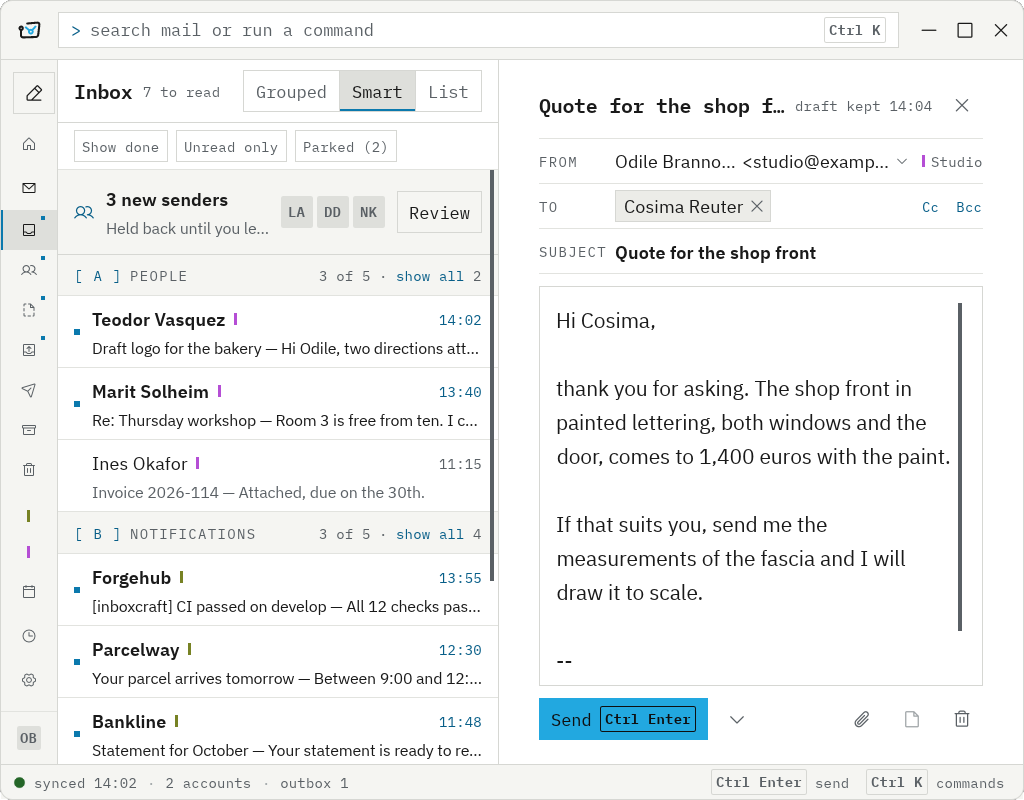 > search mail or run a command Ctrl K
Inbox 7 to read Grouped Smart List
Show done Unread only Parked (2)
3 new senders
Held back until you le... LA DD NK Review
[ A ] PEOPLE 3 of 5 · show all 2
Teodor Vasquez 14:02
Draft logo for the bakery — Hi Odile, two directions att...
Marit Solheim 13:40
Re: Thursday workshop — Room 3 is free from ten. I c...
Ines Okafor 11:15
Invoice 2026-114 — Attached, due on the 30th.
[ B ] NOTIFICATIONS 3 of 5 · show all 4
Forgehub 13:55
[inboxcraft] CI passed on develop — All 12 checks pas...
Parcelway 12:30
Your parcel arrives tomorrow — Between 9:00 and 12:...
Bankline 11:48
Statement for October — Your statement is ready to re...
OB
Quote for the shop f... draft kept 14:04
FROM Odile Branno... <studio@examp... Studio
TO Cosima Reuter Cc Bcc
SUBJECT Quote for the shop front
Hi Cosima,
thank you for asking. The shop front in
painted lettering, both windows and the
door, comes to 1,400 euros with the paint.
If that suits you, send me the
measurements of the fascia and I will
draw it to scale.
--
Send Ctrl Enter
synced 14:02 · 2 accounts · outbox 1 Ctrl Enter send Ctrl K commands